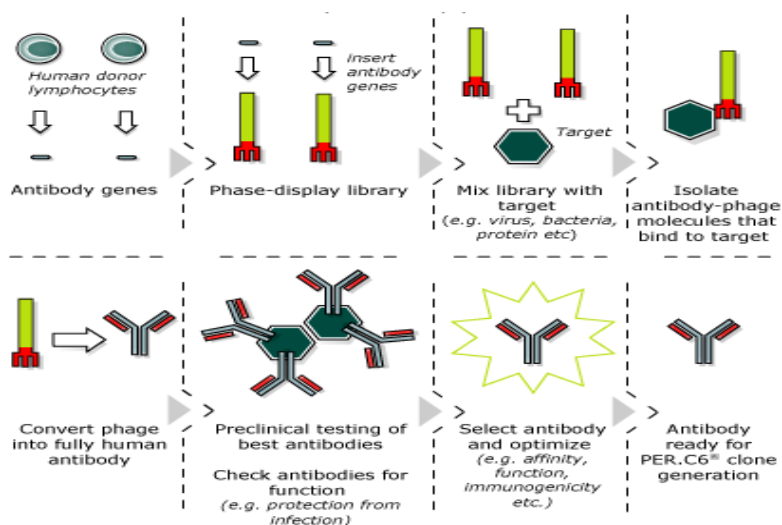 Human donor
lymphocytes
Antibody genes
insert
antibody
genes
Phase-display library
Target
Mix library with
target
(e.g. virus, bacteria,
protein etc)
Isolate
antibody-phage
molecules that
bind to target
Convert phage
into fully human
antibody
Preclinical testing of
best antibodies
Check antibodies for
function
(e.g. protection from
infection)
Select antibody
and optimize
(e.g. affinity,
function,
immunogenicity
etc.)
Antibody
ready for
PER.C6® clone
generation